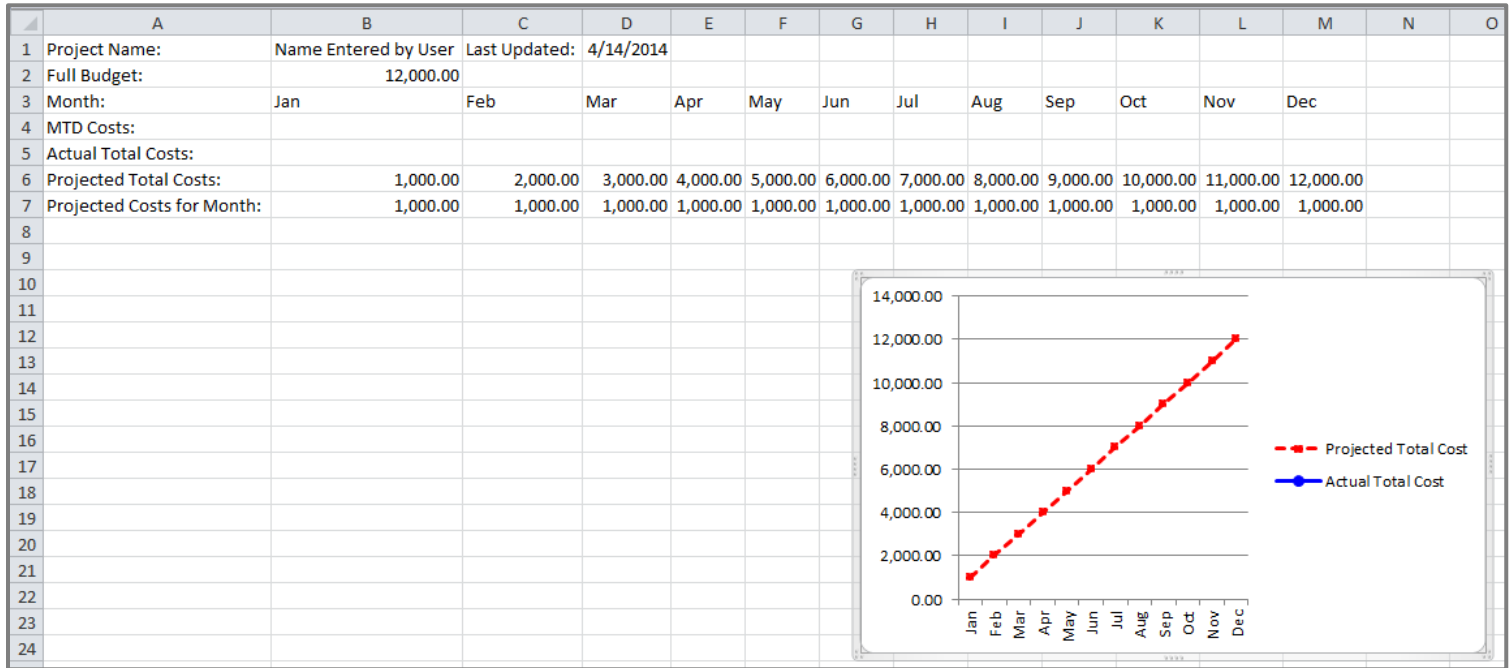 A B C D E F G H I J K L M N O
1 Project Name: Name Entered by User Last Updated: 4/14/2014
2 Full Budget: 12,000.00
3 Month: Jan Feb Mar Apr May Jun Jul Aug Sep Oct Nov Dec
4 MTD Costs:
5 Actual Total Costs:
6 Projected Total Costs: 1,000.00 2,000.00 3,000.00 4,000.00 5,000.00 6,000.00 7,000.00 8,000.00 9,000.00 10,000.00 11,000.00 12,000.00
7 Projected Costs for Month: 1,000.00 1,000.00 1,000.00 1,000.00 1,000.00 1,000.00 1,000.00 1,000.00 1,000.00 1,000.00 1,000.00 1,000.00
8
9
10
11
12
13
14
15
16
17
18
19
20
21
22
23
24
14,000.00
12,000.00
10,000.00
8,000.00
6,000.00
4,000.00
2,000.00
0.00
Jan Feb Mar Apr May Jun Jul Aug Sep Oct Nov Dec
Projected Total Cost
Actual Total Cost